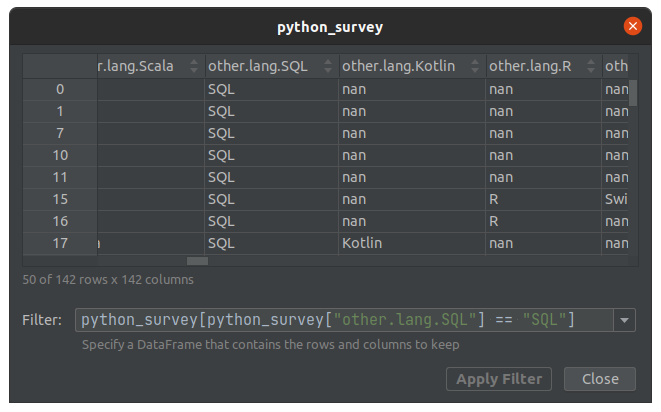 python_survey
r.lang.Scala other.lang.SQL other.lang.Kotlin other.lang.R oth
0 SQL nan nan nan
1 SQL nan nan nan
7 SQL nan nan nan
10 SQL nan nan nan
11 SQL nan nan nan
15 SQL nan R Swi
16 SQL nan R nan
17 SQL Kotlin nan nan
50 of 142 rows x 142 columns
Filter: python_survey[python_survey["other.lang.SQL"] == "SQL"]
Specify a DataFrame that contains the rows and columns to keep
Apply Filter Close